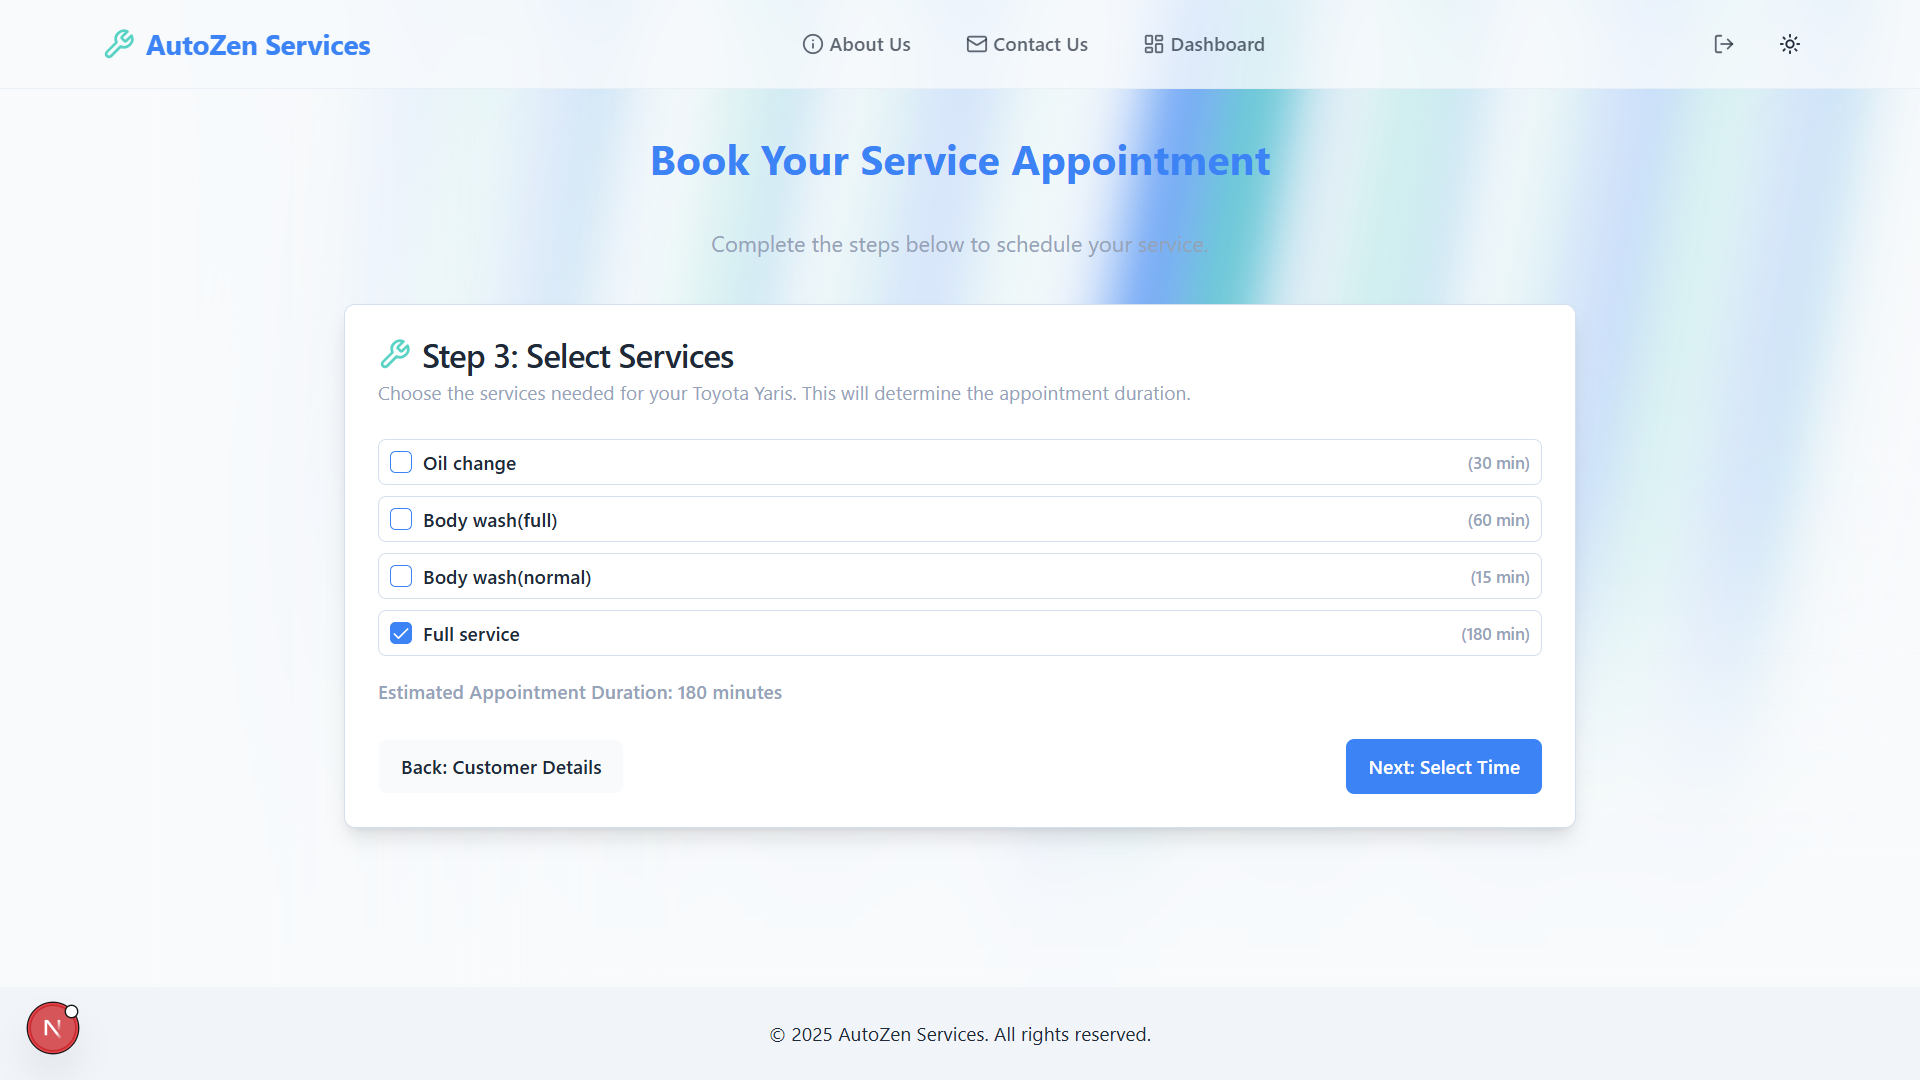 AutoZen Services
About Us
Contact Us
Dashboard
Book Your Service Appointment
Complete the steps below to schedule your service.
Step 3: Select Services
Choose the services needed for your Toyota Yaris. This will determine the appointment duration.
Oil change (30 min)
Body wash(full) (60 min)
Body wash(normal) (15 min)
Full service (180 min)
Estimated Appointment Duration: 180 minutes
Back: Customer Details
Next: Select Time
N
© 2025 AutoZen Services. All rights reserved.